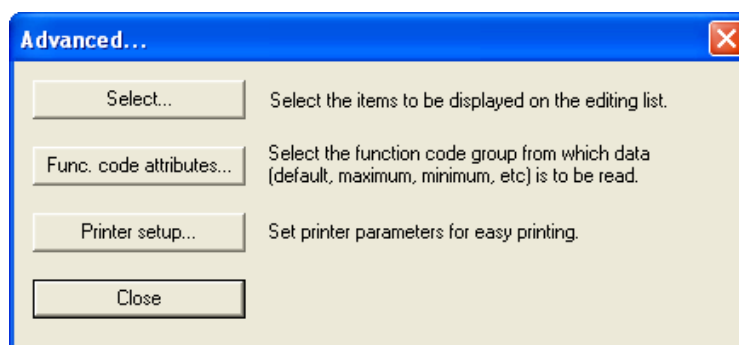 Advanced...
Select...
Select the items to be displayed on the editing list.
Func. code attributes...
Select the function code group from which data
(default, maximum, minimum, etc) is to be read.
Printer setup...
Set printer parameters for easy printing.
Close